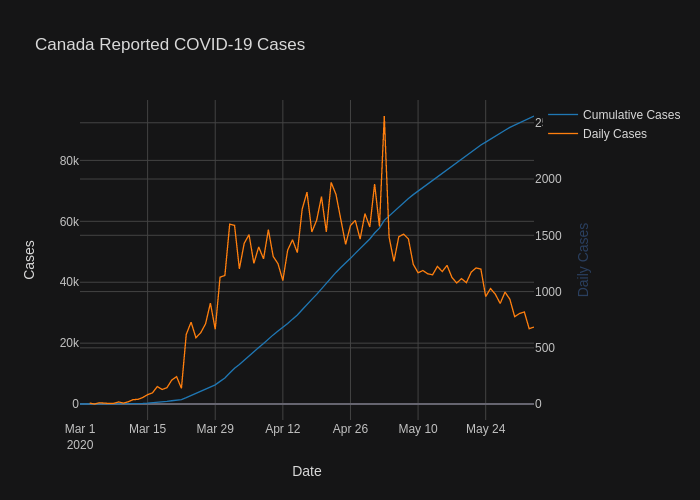 Canada Reported COVID-19 Cases
Cumulative Cases
Daily Cases
80k
60k
40k
20k
0
2000
1500
1000
500
0
Cases
Daily Cases
Mar 1
2020
Mar 15
Mar 29
Apr 12
Apr 26
May 10
May 24
Date